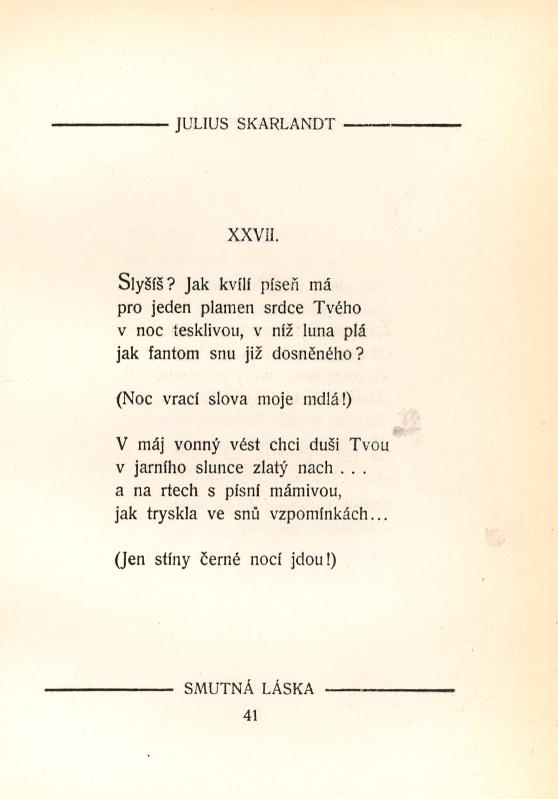 JULIUS SKARLANDT
XXVII.
Slyšíš? Jak kvílí píseň má
pro jeden plamen srdce Tvého
v noc tesklivou, v níž luna plá
jak fantom snu již dosněného?
(Noc vrací slova moje mdlá!)
V máj vonný vést chci duši Tvou
v jarního slunce zlatý nach . . .
a na rtech s písní mámivou,
jak tryskla ve snů vzpomínkách...
(Jen stíny černé nocí jdou!)
SMUTNÁ LÁSKA
41